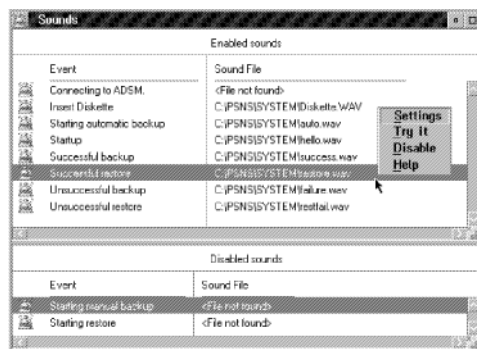 Sounds
Enabled sounds
Event Sound File
Connecting to ADSM. <File not found>
Insert Diskette C:\PSNS\SYSTEM\Diskette.WAV
Starting automatic backup C:\PSNS\SYSTEM\auto.wav
Startup C:\PSNS\SYSTEM\hello.wav
Successful backup C:\PSNS\SYSTEM\success.wav
Successful restore C:\PSNS\SYSTEM\restore.wav
Unsuccessful backup C:\PSNS\SYSTEM\failure.wav
Unsuccessful restore C:\PSNS\SYSTEM\restfail.wav
Settings
Try it
Disable
Help
Disabled sounds
Event Sound File
Starting manual backup <File not found>
Starting restore <File not found>